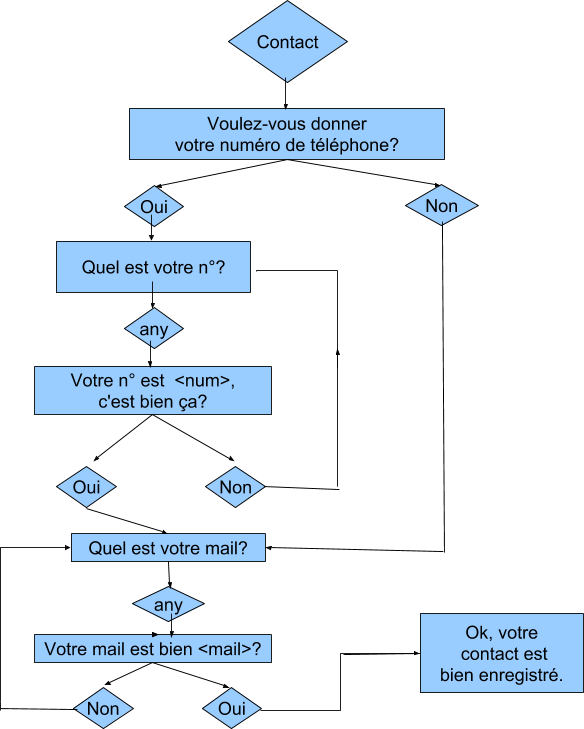 Contact
Voulez-vous donner
votre numéro de téléphone?
Oui
Non
Quel est votre n°?
any
Votre n° est <num>,
c'est bien ça?
Oui
Non
Quel est votre mail?
any
Votre mail est bien <mail>?
Ok, votre
contact est
bien enregistré.
Non
Oui